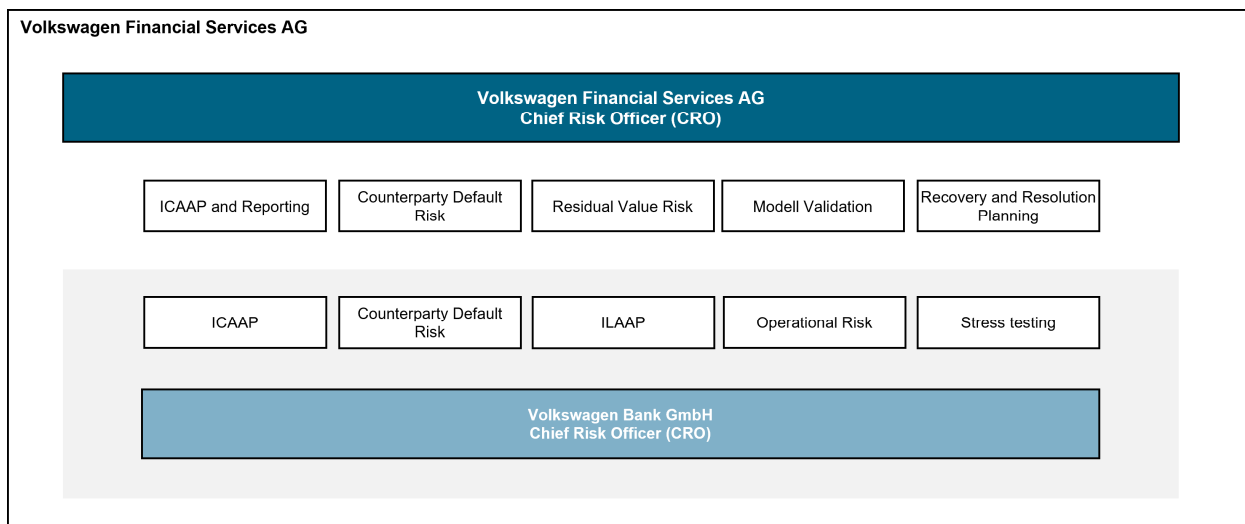 Volkswagen Financial Services AG
Volkswagen Financial Services AG
Chief Risk Officer (CRO)
ICAAP and Reporting
Counterparty Default
Risk
Residual Value Risk
Modell Validation
Recovery and Resolution
Planning
ICAAP
Counterparty Default
Risk
ILAAP
Operational Risk
Stress testing
Volkswagen Bank GmbH
Chief Risk Officer (CRO)